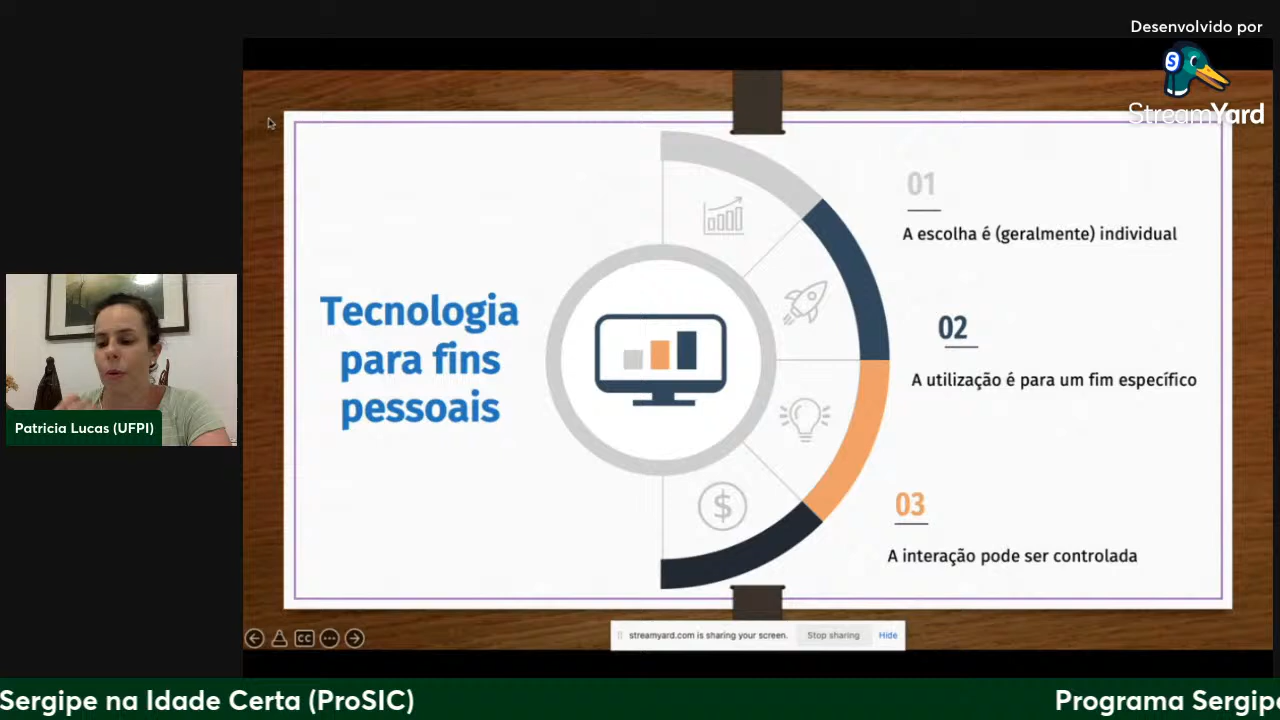 Desenvolvido por
StreamYard
01
A escolha é (geralmente) individual
Tecnologia
para fins
pessoais
02
A utilização é para um fim específico
03
A interação pode ser controlada
Patricia Lucas (UFPI)
streamyard.com is sharing your screen. Stop sharing Hide
Sergipe na Idade Certa (ProSIC) Programa Sergipe